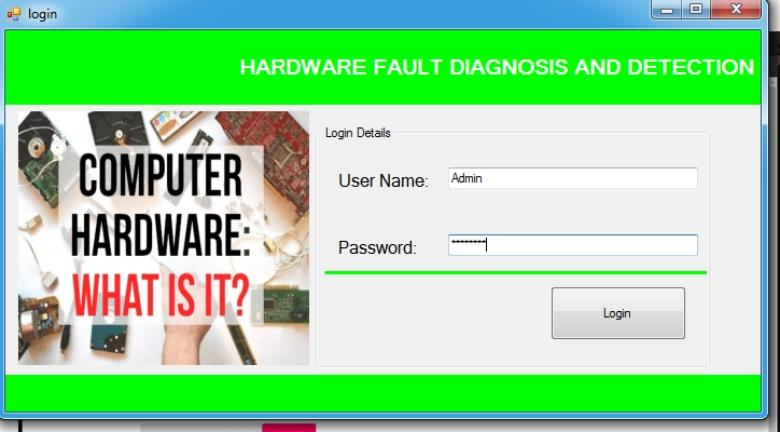 login
HARDWARE FAULT DIAGNOSIS AND DETECTION
COMPUTER
HARDWARE:
WHAT IS IT?
Login Details
User Name: Admin
Password: ********
Login